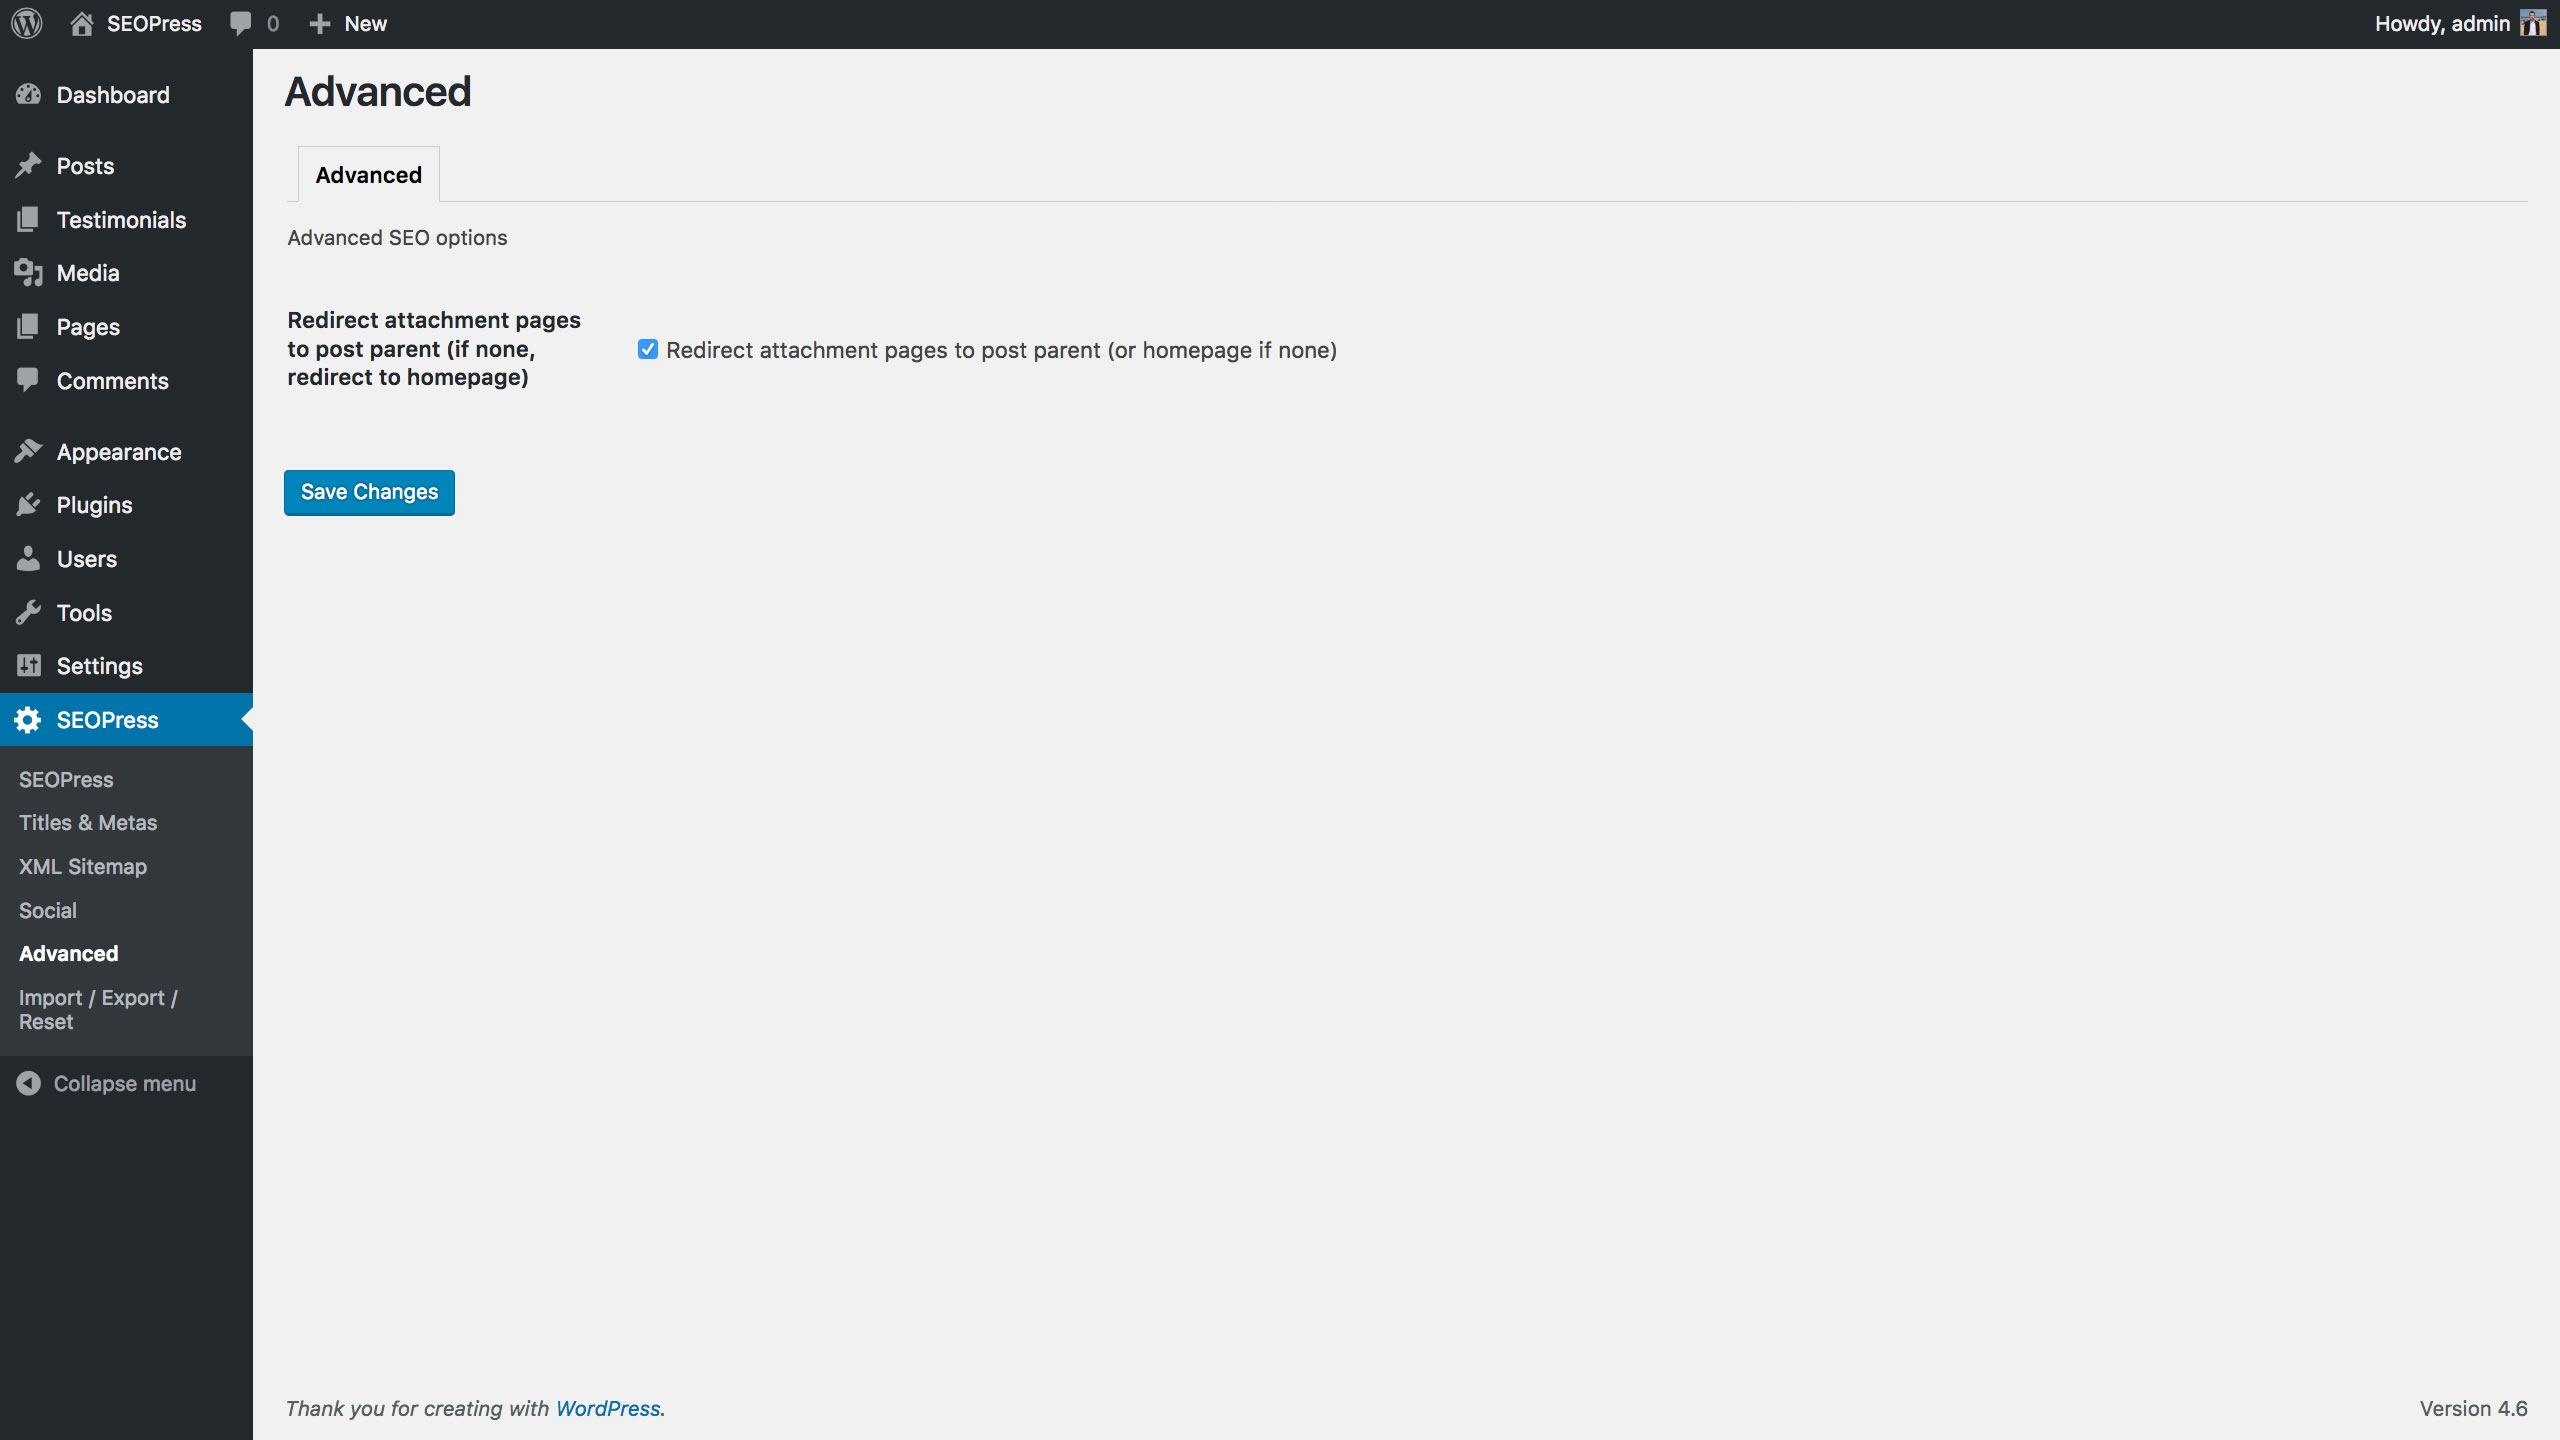 SEOPress 0 New Howdy, admin
Dashboard
Posts
Testimonials
Media
Pages
Comments
Appearance
Plugins
Users
Tools
Settings
SEOPress
SEOPress
Titles & Metas
XML Sitemap
Social
Advanced
Import / Export /
Reset
Collapse menu
Advanced
Advanced
Advanced SEO options
Redirect attachment pages
to post parent (if none,
redirect to homepage)
Redirect attachment pages to post parent (or homepage if none)
Save Changes
Thank you for creating with WordPress.
Version 4.6